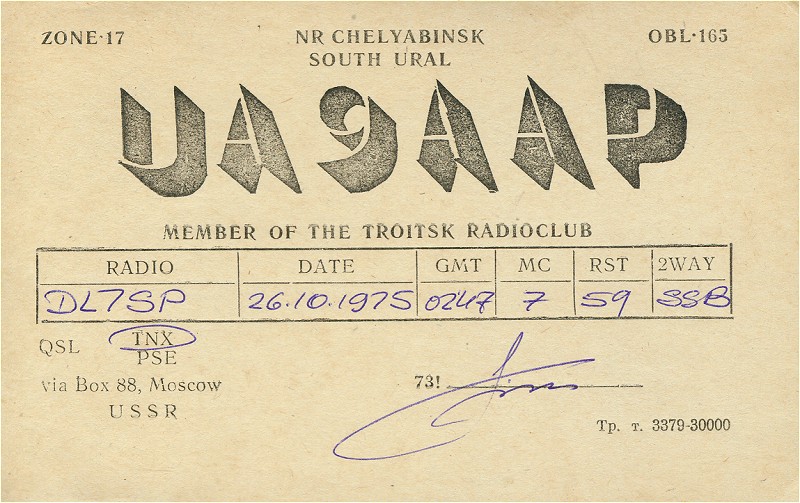 ZONE·17 NR CHELYABINSK OBL·165
SOUTH URAL
UA9AAP
MEMBER OF THE TROITSK RADIOCLUB
RADIO DATE GMT MC RST 2WAY
DL7SP 26.10.1975 0247 7 59 SSB
QSL TNX
PSE
via Box 88, Moscow 73!
USSR
Тр. т. 3379-30000